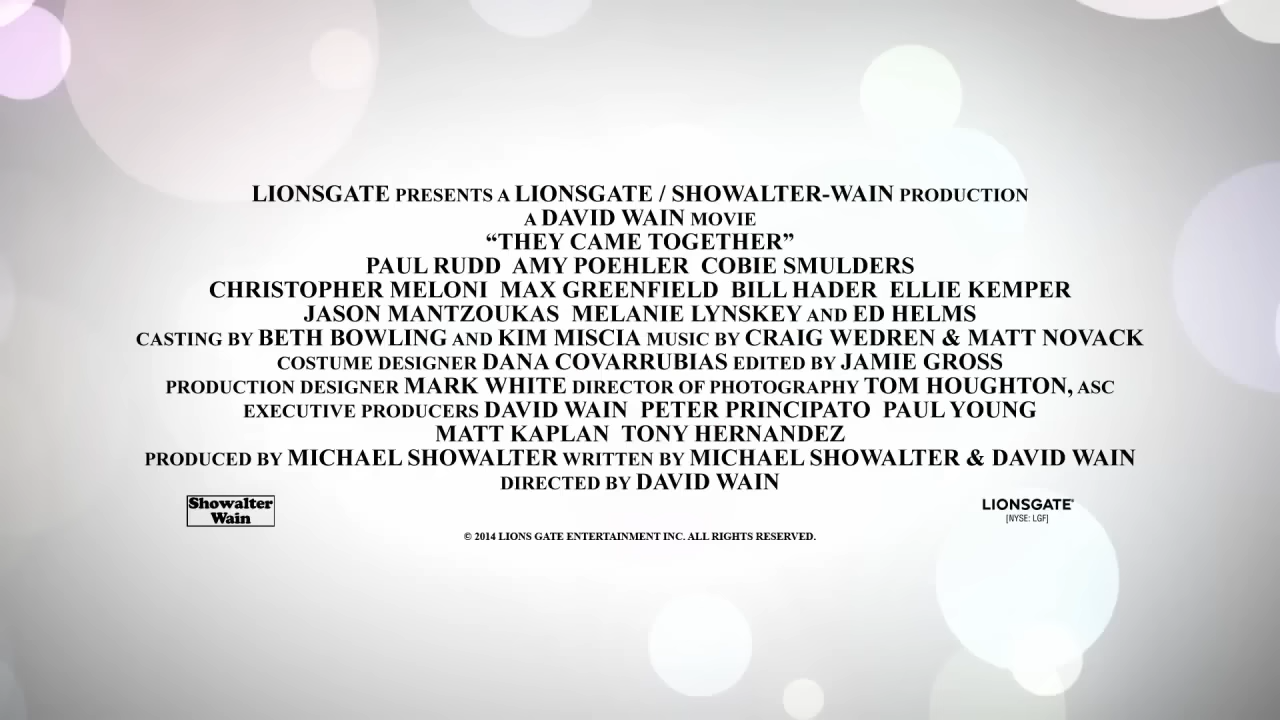 LIONSGATE PRESENTS A LIONSGATE / SHOWALTER-WAIN PRODUCTION
A DAVID WAIN MOVIE
“THEY CAME TOGETHER”
PAUL RUDD AMY POEHLER COBIE SMULDERS
CHRISTOPHER MELONI MAX GREENFIELD BILL HADER ELLIE KEMPER
JASON MANTZOUKAS MELANIE LYNSKEY AND ED HELMS
CASTING BY BETH BOWLING AND KIM MISCIA MUSIC BY CRAIG WEDREN & MATT NOVACK
COSTUME DESIGNER DANA COVARRUBIAS EDITED BY JAMIE GROSS
PRODUCTION DESIGNER MARK WHITE DIRECTOR OF PHOTOGRAPHY TOM HOUGHTON, ASC
EXECUTIVE PRODUCERS DAVID WAIN PETER PRINCIPATO PAUL YOUNG
MATT KAPLAN TONY HERNANDEZ
PRODUCED BY MICHAEL SHOWALTER WRITTEN BY MICHAEL SHOWALTER & DAVID WAIN
DIRECTED BY DAVID WAIN
Showalter
Wain
LIONSGATE
[NYSE: LGF]
© 2014 LIONS GATE ENTERTAINMENT INC. ALL RIGHTS RESERVED.